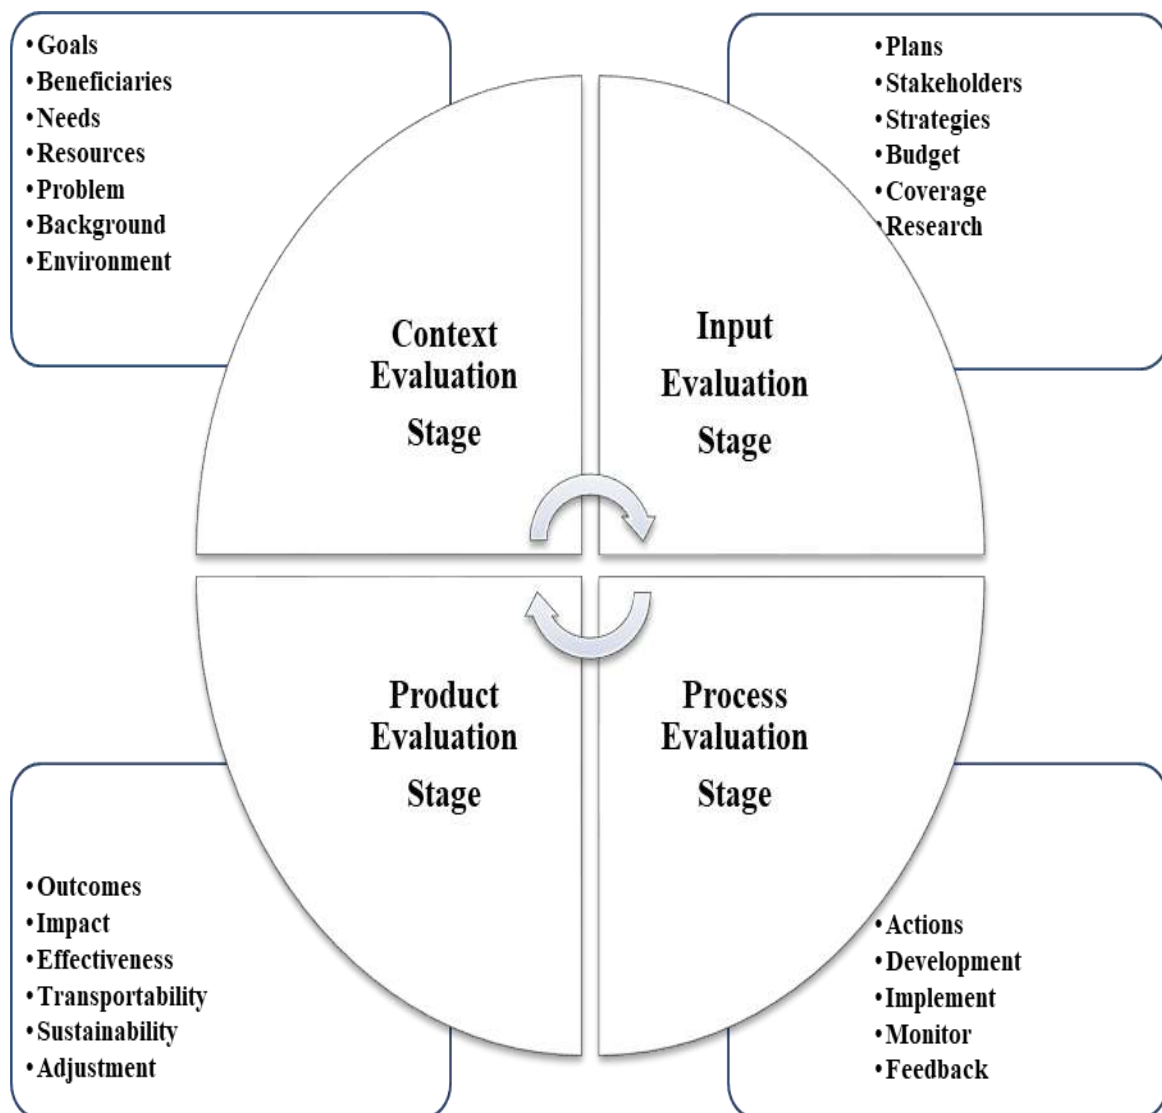 •Goals
•Beneficiaries
•Needs
•Resources
•Problem
•Background
•Environment
•Plans
•Stakeholders
•Strategies
•Budget
•Coverage
•Research
Context
Evaluation
Stage
Input
Evaluation
Stage
Product
Evaluation
Stage
Process
Evaluation
Stage
•Outcomes
•Impact
•Effectiveness
•Transportability
•Sustainability
•Adjustment
•Actions
•Development
•Implement
•Monitor
•Feedback